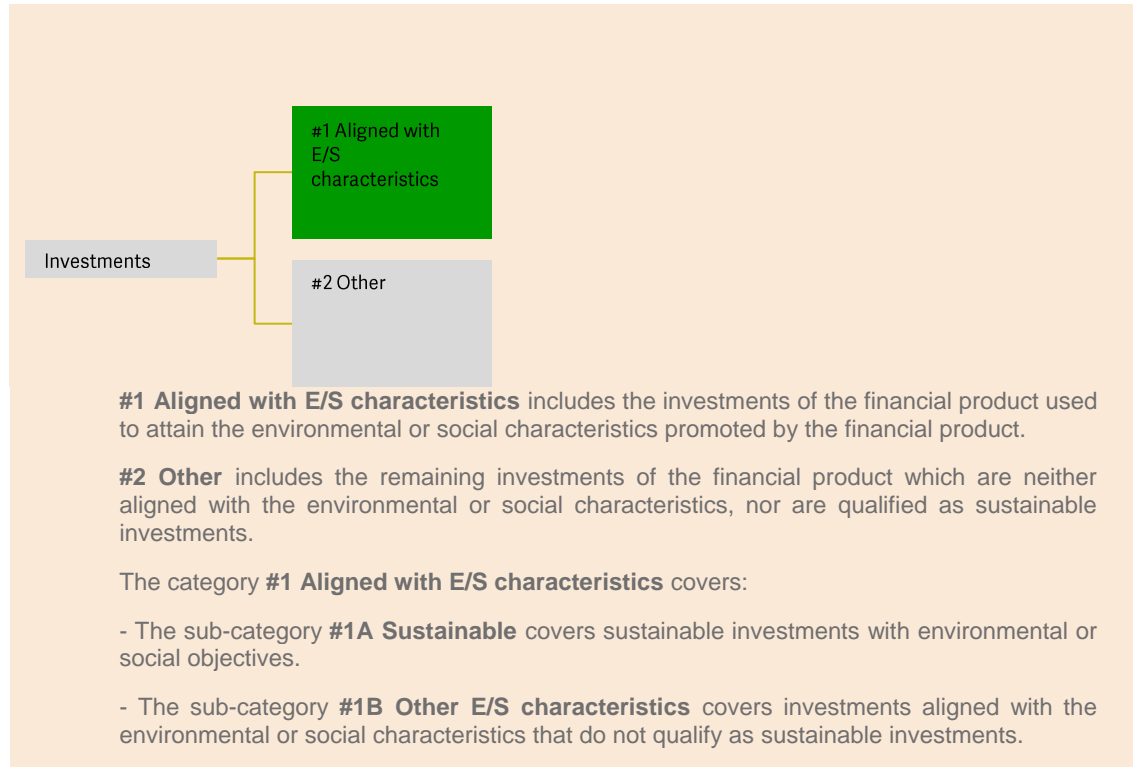 #1 Aligned with
E/S
characteristics
Investments
#2 Other
#1 Aligned with E/S characteristics includes the investments of the financial product used
to attain the environmental or social characteristics promoted by the financial product.
#2 Other includes the remaining investments of the financial product which are neither
aligned with the environmental or social characteristics, nor are qualified as sustainable
investments.
The category #1 Aligned with E/S characteristics covers:
- The sub-category #1A Sustainable covers sustainable investments with environmental or
social objectives.
- The sub-category #1B Other E/S characteristics covers investments aligned with the
environmental or social characteristics that do not qualify as sustainable investments.